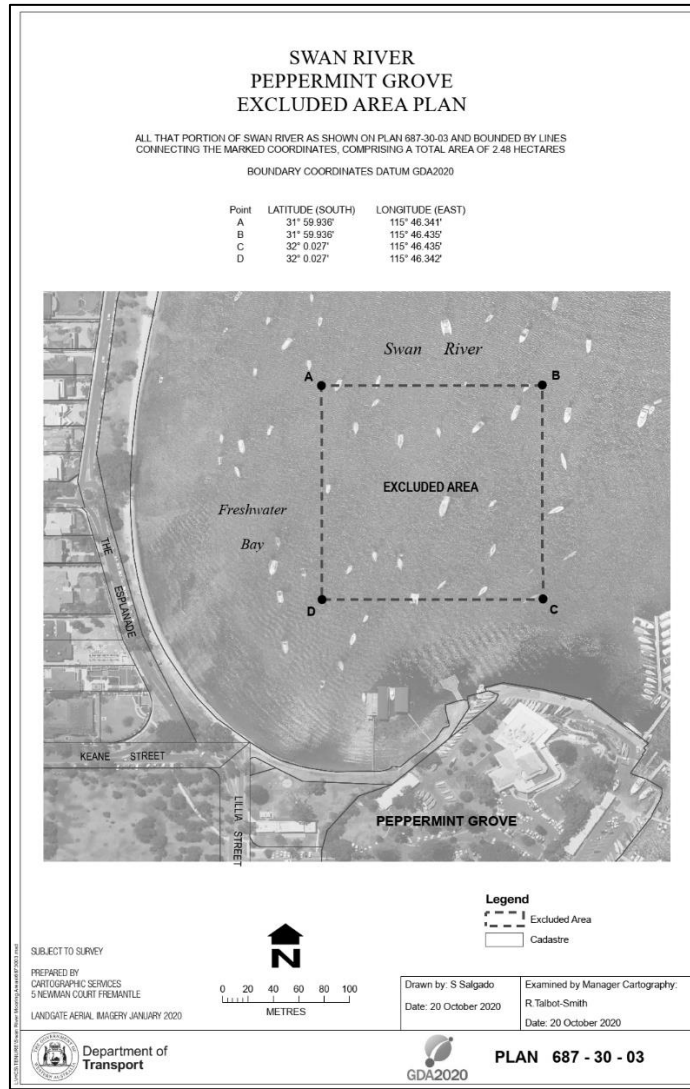 SWAN RIVER
PEPPERMINT GROVE
EXCLUDED AREA PLAN
ALL THAT PORTION OF SWAN RIVER AS SHOWN ON PLAN 687-30-03 AND BOUNDED BY LINES
CONNECTING THE MARKED COORDINATES, COMPRISING A TOTAL AREA OF 2.48 HECTARES
BOUNDARY COORDINATES DATUM GDA2020
Point LATITUDE (SOUTH) LONGITUDE (EAST)
A 31° 59.936' 115° 46.341'
B 31° 59.936' 115° 46.435'
C 32° 0.027' 115° 46.435'
D 32° 0.027' 115° 46.342'
Swan River
A
B
EXCLUDED AREA
Freshwater
Bay
THE ESPLANADE
D
C
KEANE STREET
LILLIA STREET
PEPPERMINT GROVE
Legend
Excluded Area
Cadastre
SUBJECT TO SURVEY
PREPARED BY
CARTOGRAPHIC SERVICES
5 NEWMAN COURT FREMANTLE
LANDGATE AERIAL IMAGERY JANUARY 2020
N
0 20 40 60 80 100
METRES
Drawn by: S Salgado
Date: 20 October 2020
Examined by Manager Cartography:
R.Talbot-Smith
Date: 20 October 2020
Department of
Transport
GDA2020
PLAN 687 - 30 - 03